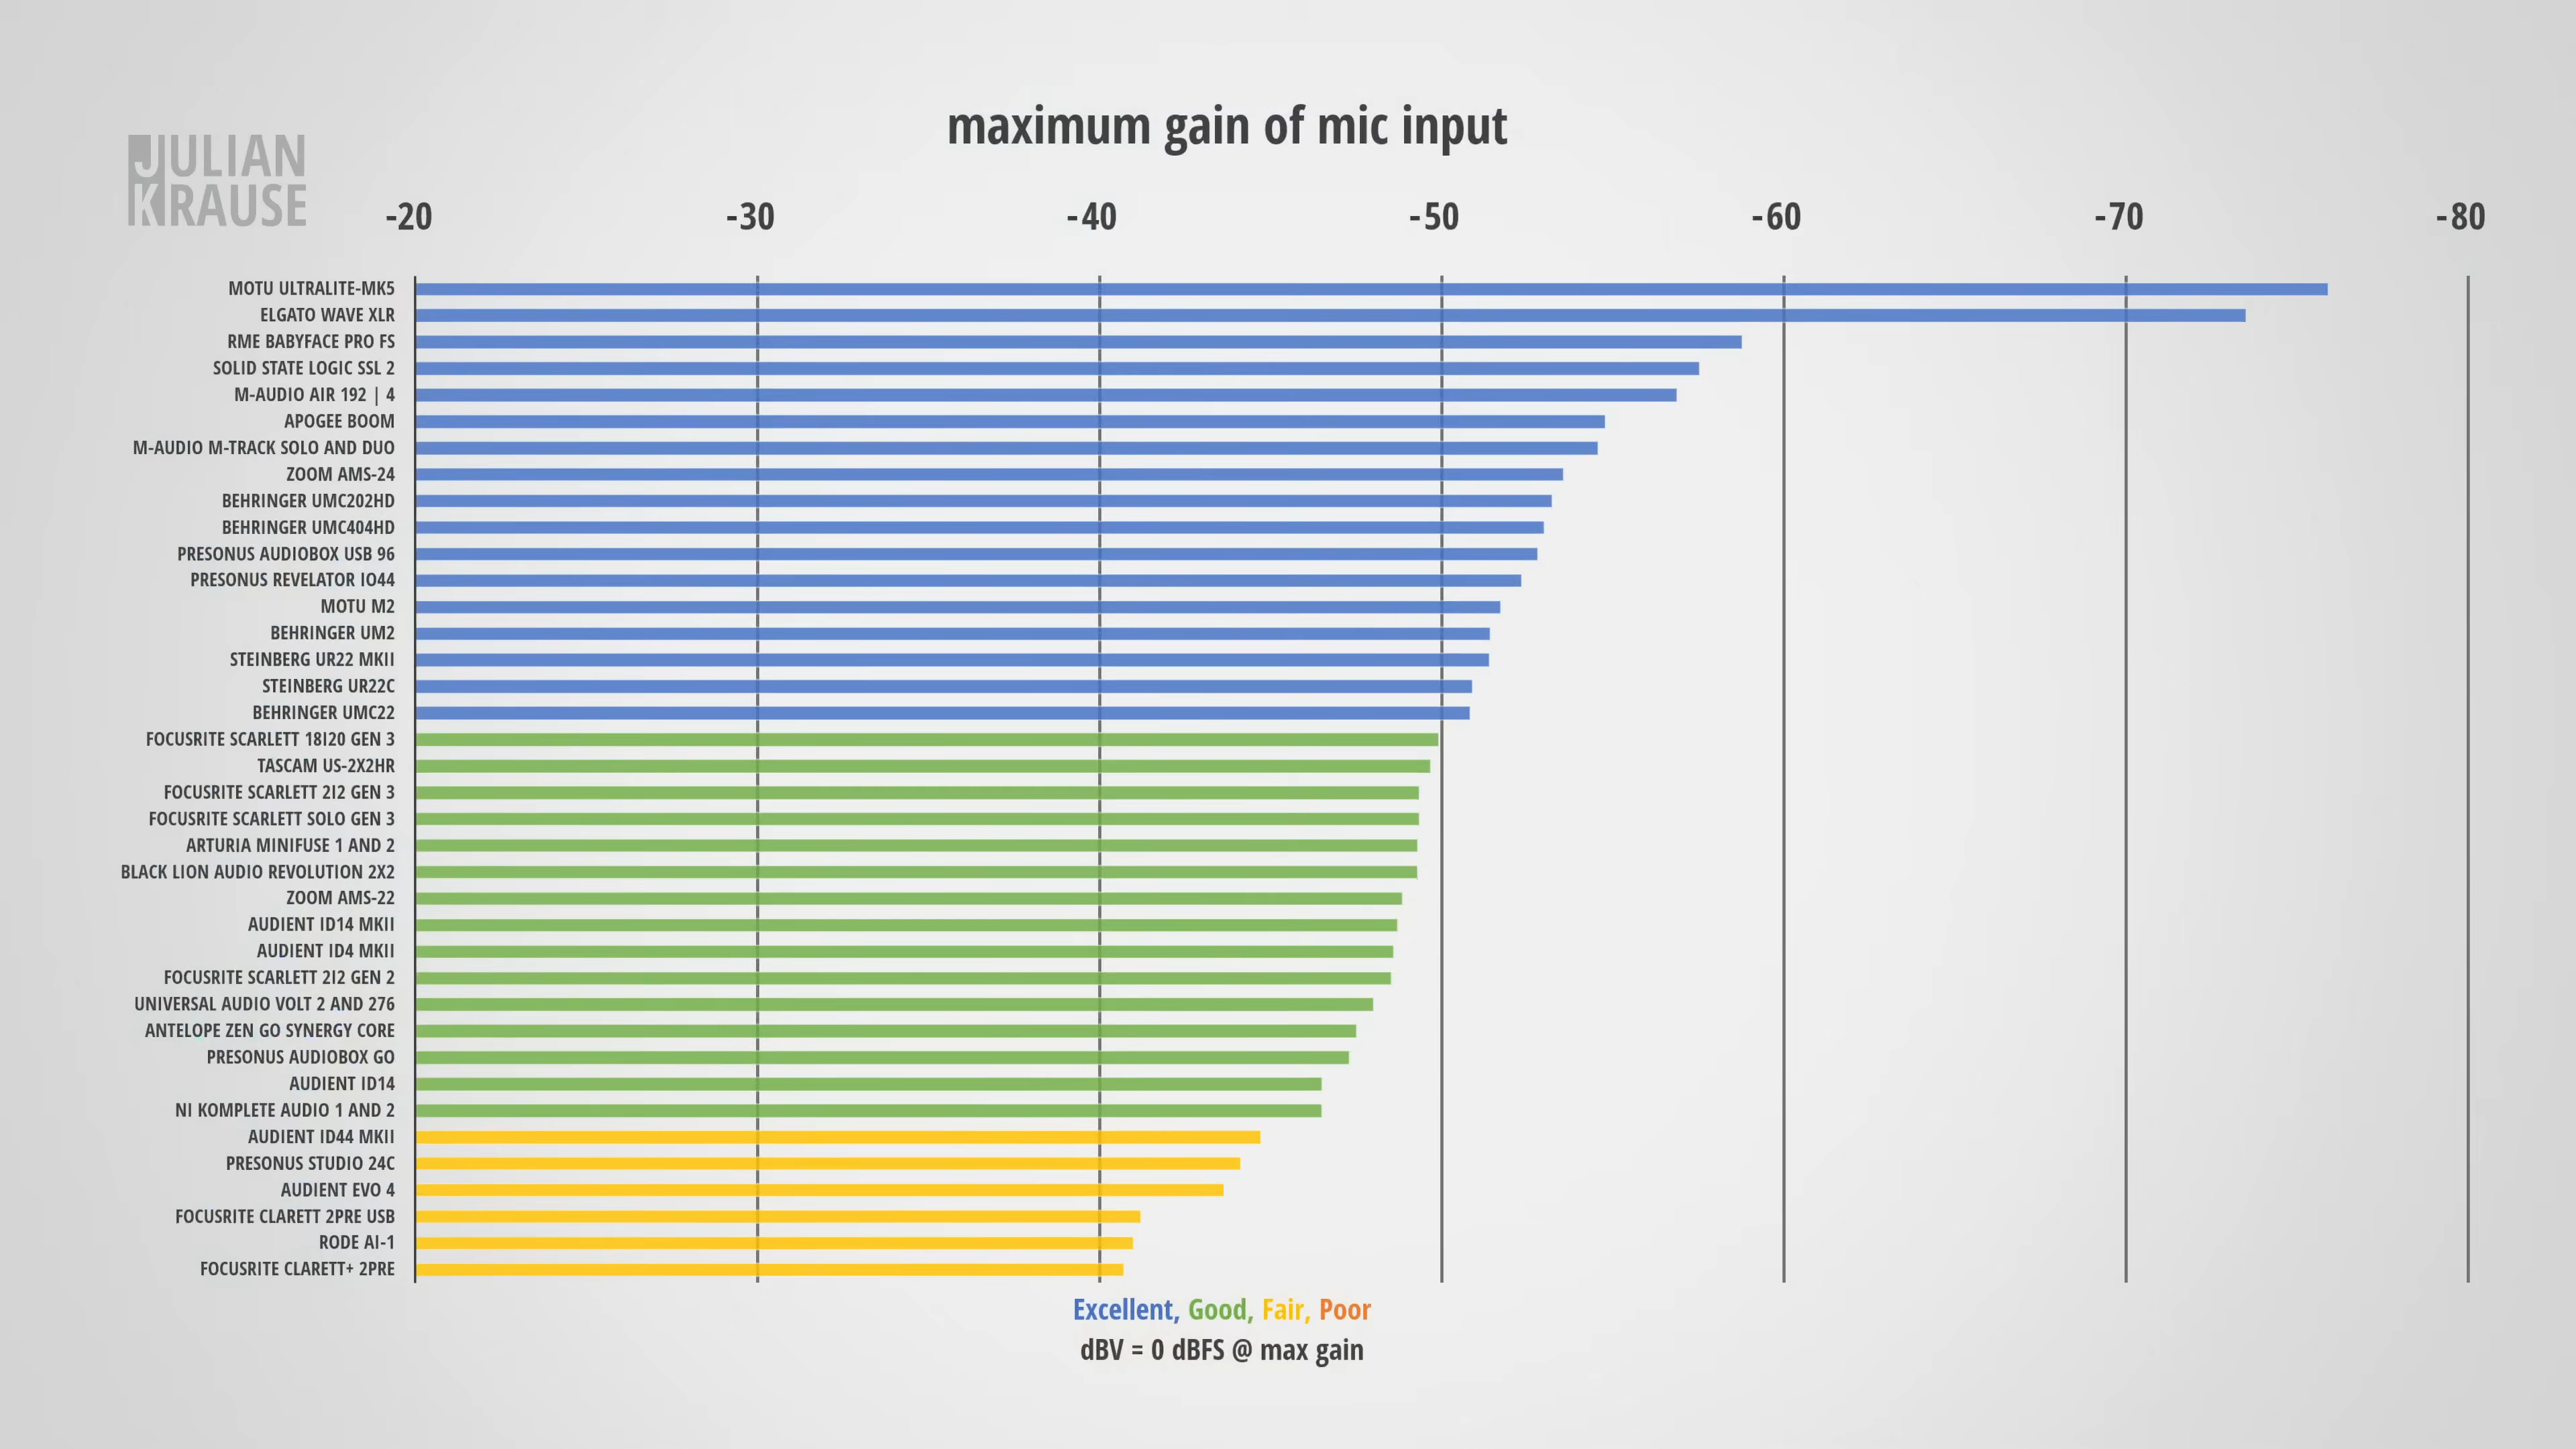 JULIAN
KRAUSE
maximum gain of mic input
-20 -30 -40 -50 -60 -70 -80
MOTU ULTRALITE-MK5
ELGATO WAVE XLR
RME BABYFACE PRO FS
SOLID STATE LOGIC SSL 2
M-AUDIO AIR 192 | 4
APOGEE BOOM
M-AUDIO M-TRACK SOLO AND DUO
ZOOM AMS-24
BEHRINGER UMC202HD
BEHRINGER UMC404HD
PRESONUS AUDIOBOX USB 96
PRESONUS REVELATOR IO44
MOTU M2
BEHRINGER UM2
STEINBERG UR22 MKII
STEINBERG UR22C
BEHRINGER UMC22
FOCUSRITE SCARLETT 18I20 GEN 3
TASCAM US-2X2HR
FOCUSRITE SCARLETT 2I2 GEN 3
FOCUSRITE SCARLETT SOLO GEN 3
ARTURIA MINIFUSE 1 AND 2
BLACK LION AUDIO REVOLUTION 2X2
ZOOM AMS-22
AUDIENT ID14 MKII
AUDIENT ID4 MKII
FOCUSRITE SCARLETT 2I2 GEN 2
UNIVERSAL AUDIO VOLT 2 AND 276
ANTELOPE ZEN GO SYNERGY CORE
PRESONUS AUDIOBOX GO
AUDIENT ID14
NI KOMPLETE AUDIO 1 AND 2
AUDIENT ID44 MKII
PRESONUS STUDIO 24C
AUDIENT EVO 4
FOCUSRITE CLARETT 2PRE USB
RODE AI-1
FOCUSRITE CLARETT+ 2PRE
Excellent, Good, Fair, Poor
dBV = 0 dBFS @ max gain